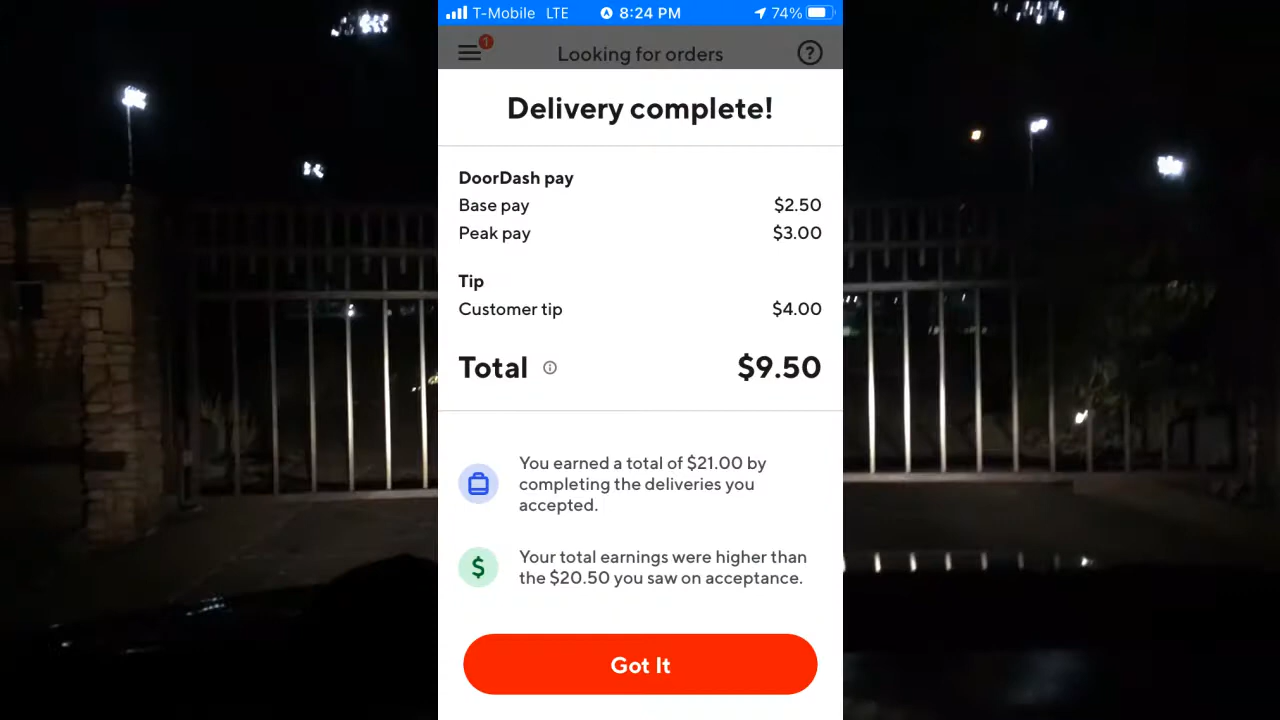 T-Mobile LTE 8:24 PM 74%
1
Looking for orders ?
Delivery complete!
DoorDash pay
Base pay $2.50
Peak pay $3.00
Tip
Customer tip $4.00
Total $9.50
You earned a total of $21.00 by
completing the deliveries you
accepted.
$ Your total earnings were higher than
the $20.50 you saw on acceptance.
Got It